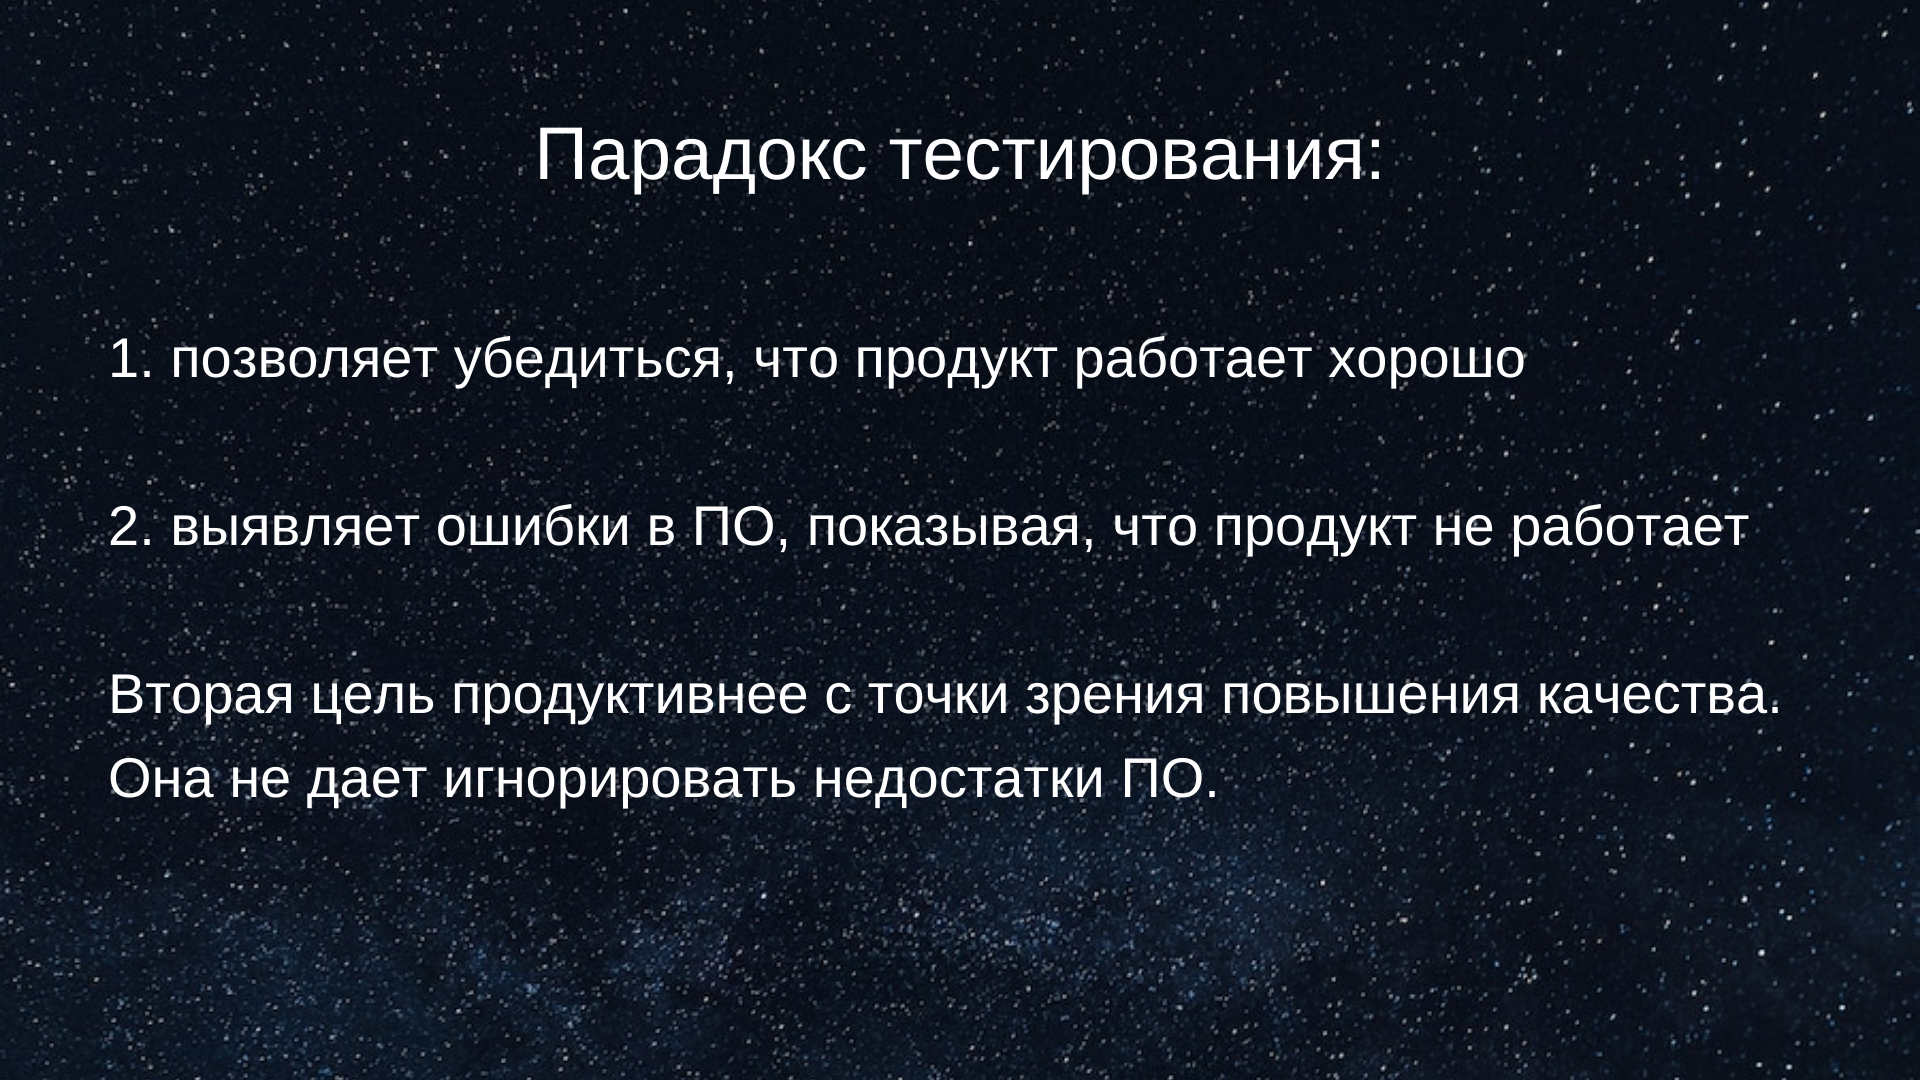 Парадокс тестирования:
1. позволяет убедиться, что продукт работает хорошо
2. выявляет ошибки в ПО, показывая, что продукт не работает
Вторая цель продуктивнее с точки зрения повышения качества.
Она не дает игнорировать недостатки ПО.